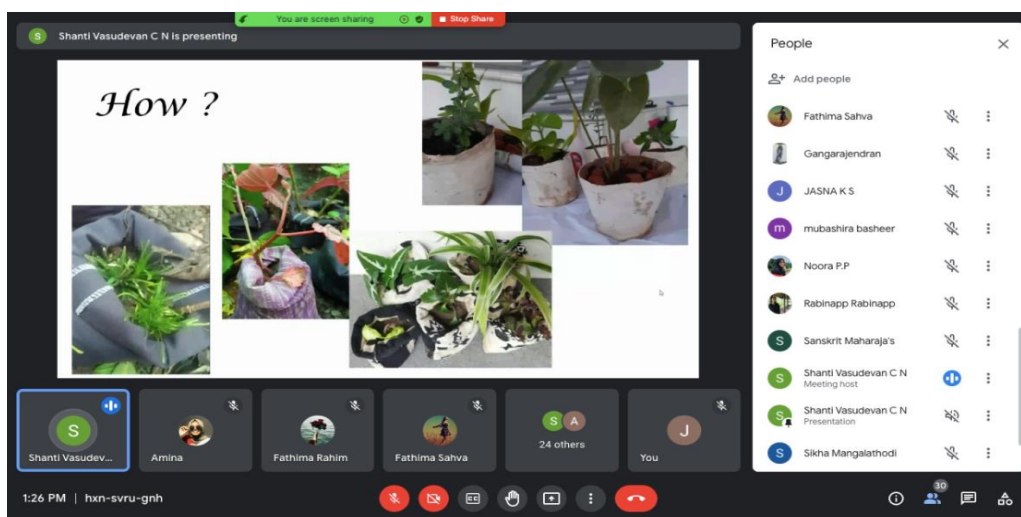 You are screen sharing
Stop Share
S Shanti Vasudevan C N is presenting
How ?
People
Add people
Fathima Sahva
Gangarajendran
J JASNA K S
m mubashira basheer
Noora P.P
Rabinapp Rabinapp
S Sanskrit Maharaja's
S Shanti Vasudevan C N
Meeting host
S Shanti Vasudevan C N
Presentation
S Sikha Mangalathodi
S
Shanti Vasudev...
Amina
Fathima Rahim
Fathima Sahva
S A
24 others
J
You
1:26 PM | hxn-svru-gnh
CC
30